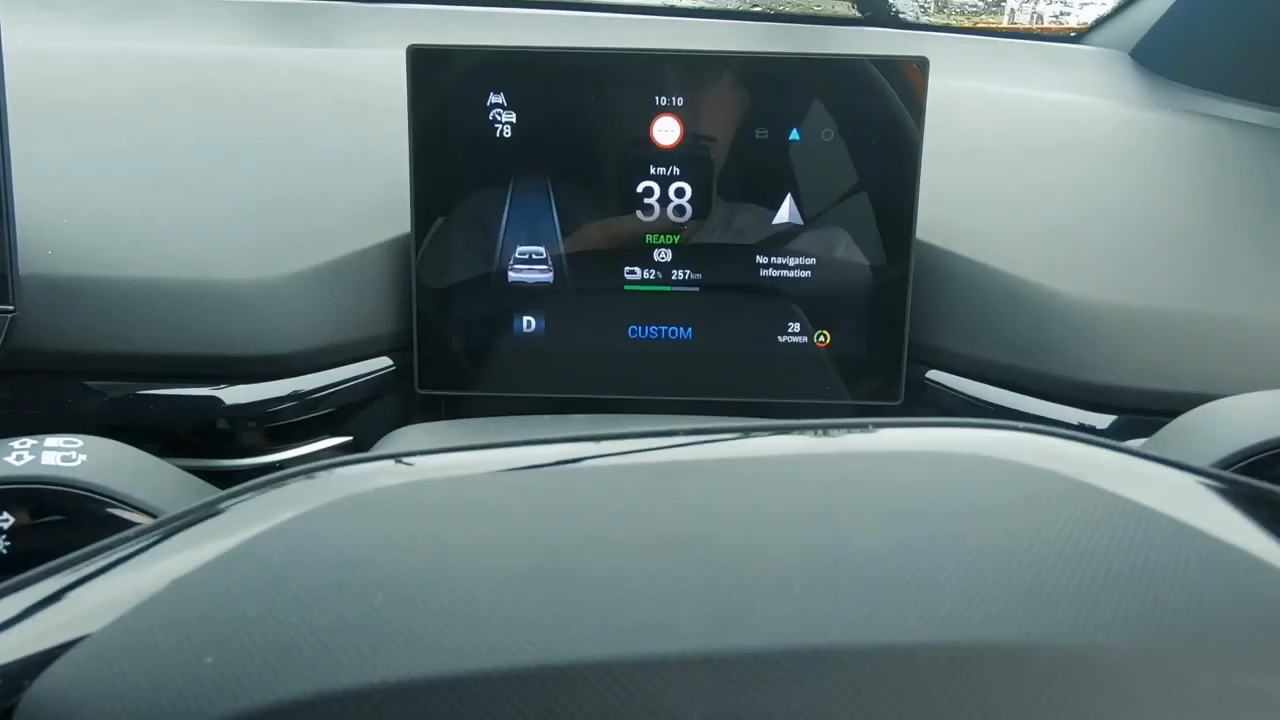 10:10
78
---
km/h
38
READY
(A)
62% 257km
No navigation
information
D
CUSTOM
28
%POWER
A